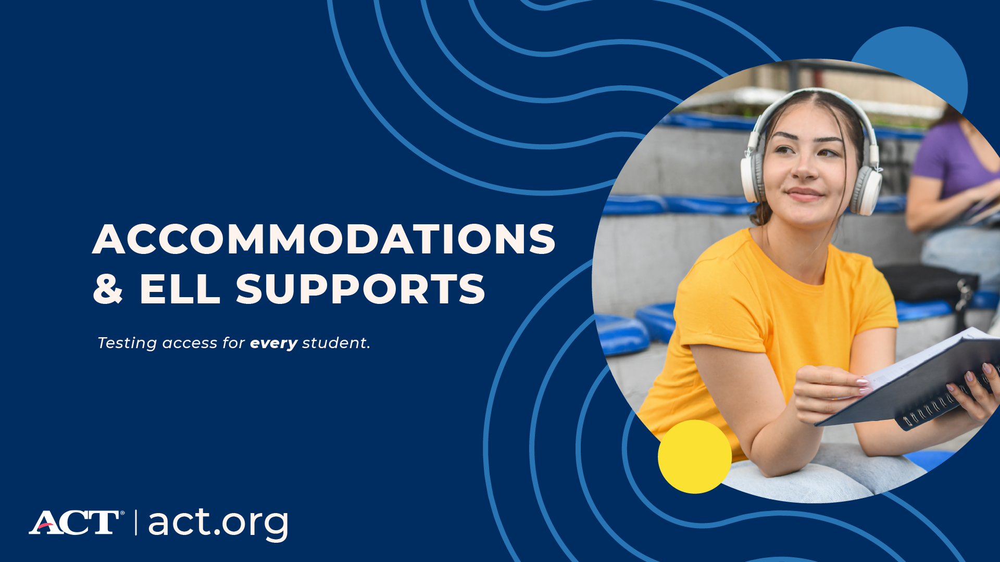 ACCOMMODATIONS
& ELL SUPPORTS
Testing access for every student.
ACT® | act.org